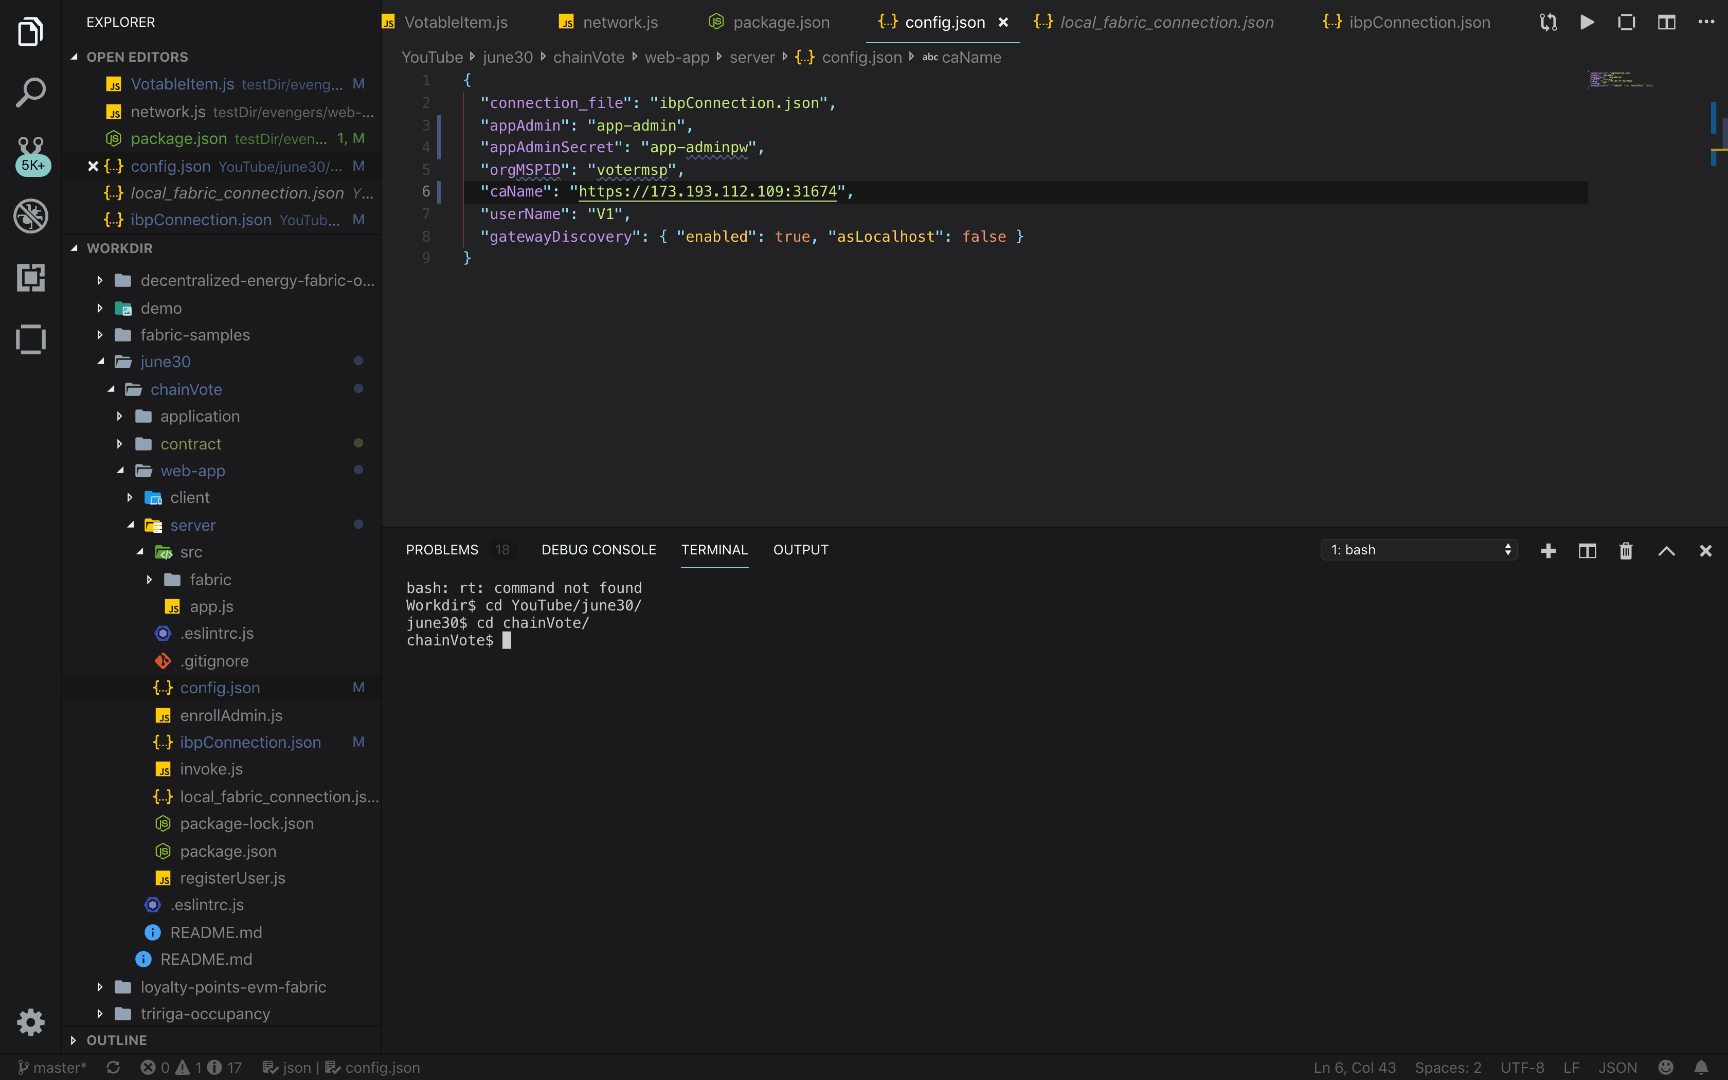 EXPLORER
OPEN EDITORS
VotableItem.js testDir/eveng... M
network.js testDir/evengers/web-...
package.json testDir/even... 1, M
config.json YouTube/june30/... M
local_fabric_connection.json Y...
ibpConnection.json YouTub... M
WORKDIR
decentralized-energy-fabric-o...
demo
fabric-samples
june30
chainVote
application
contract
web-app
client
server
src
fabric
app.js
.eslintrc.js
.gitignore
config.json M
enrollAdmin.js
ibpConnection.json M
invoke.js
local_fabric_connection.js...
package-lock.json
package.json
registerUser.js
.eslintrc.js
README.md
README.md
loyalty-points-evm-fabric
tririga-occupancy
OUTLINE
5K+
VotableItem.js network.js package.json config.json local_fabric_connection.json ibpConnection.json
YouTube june30 chainVote web-app server {..} config.json abc caName
1 {
2 "connection_file": "ibpConnection.json",
3 "appAdmin": "app-admin",
4 "appAdminSecret": "app-adminpw",
5 "orgMSPID": "votermsp",
6 "caName": "https://173.193.112.109:31674",
7 "userName": "V1",
8 "gatewayDiscovery": { "enabled": true, "asLocalhost": false }
9 }
PROBLEMS 18 DEBUG CONSOLE TERMINAL OUTPUT 1: bash
bash: rt: command not found
Workdir$ cd YouTube/june30/
june30$ cd chainVote/
chainVote$
master* 0 1 17 json | config.json Ln 6, Col 43 Spaces: 2 UTF-8 LF JSON